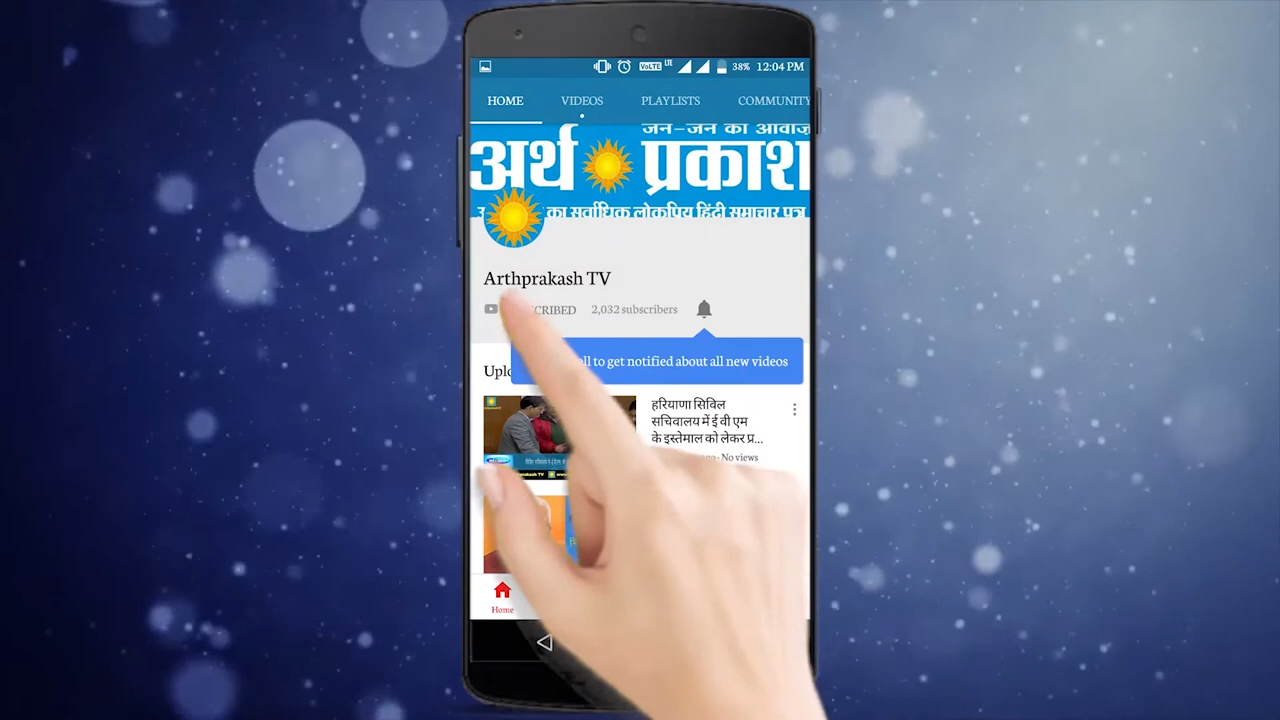 LTE
VoLTE
38% 12:04 PM
HOME VIDEOS PLAYLISTS COMMUNITY
जन-जन की आवाज़
अर्थ प्रकाश
का सर्वाधिक लोकप्रिय हिंदी समाचार पत्र
Arthprakash TV
CRIBED 2,032 subscribers
to get notified about all new videos
हरियाणा सिविल
सचिवालय में ई वी एम
के इस्तेमाल को लेकर प्र...
No views
Home